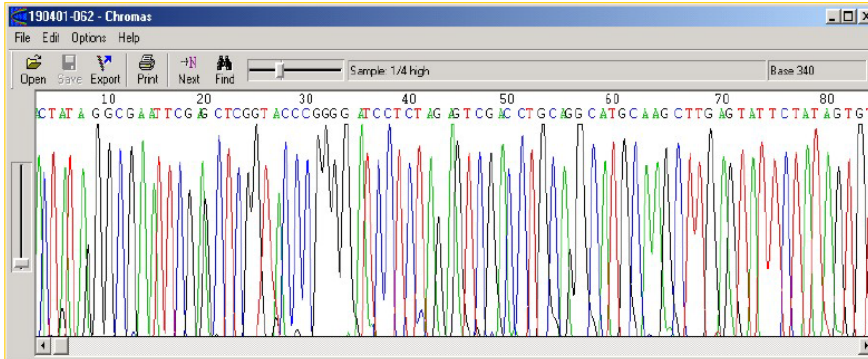 190401-062 - Chromas
File Edit Options Help
Open Save Export Print Next Find Sample: 1/4 high Base 340
10 20 30 40 50 60 70 80
CTATAGGCGAATTCGAGCTCGGTACCCGGGGATCCTCTAGAGTCGACCTGCAGGCATGCAAGCTTGAGTATTCTATAGTGT